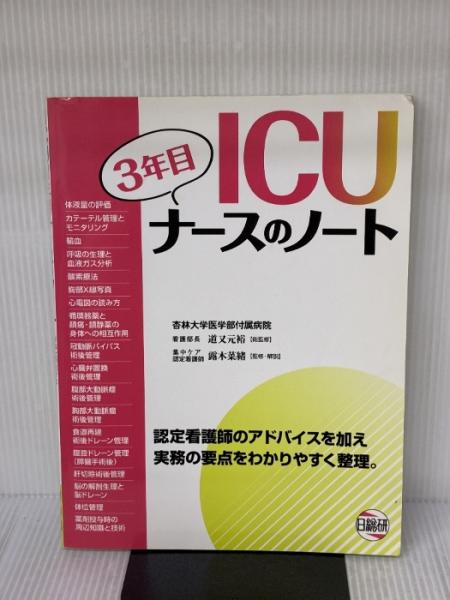 3年目
ICU
ナースのノート
体液量の評価
カテーテル管理と
モニタリング
輸血
呼吸の生理と
血液ガス分析
酸素療法
胸部X線写真
心電図の読み方
循環器薬と
鎮痛・鎮静薬の
身体への相互作用
冠動脈バイパス
術後管理
心臓弁置換
術後管理
腹部大動脈瘤
術後管理
胸部大動脈瘤
術後管理
食道再建
術後ドレーン管理
腹腔ドレーン管理
(膵臓手術後)
肝切除術後管理
脳の解剖生理と
脳ドレーン
体位管理
薬剤投与時の
周辺知識と技術
杏林大学医学部付属病院
看護部長 道又元裕【総監修】
集中ケア
認定看護師 露木菜緒【監修・解説】
認定看護師のアドバイスを加え
実務の要点をわかりやすく整理。
日総研